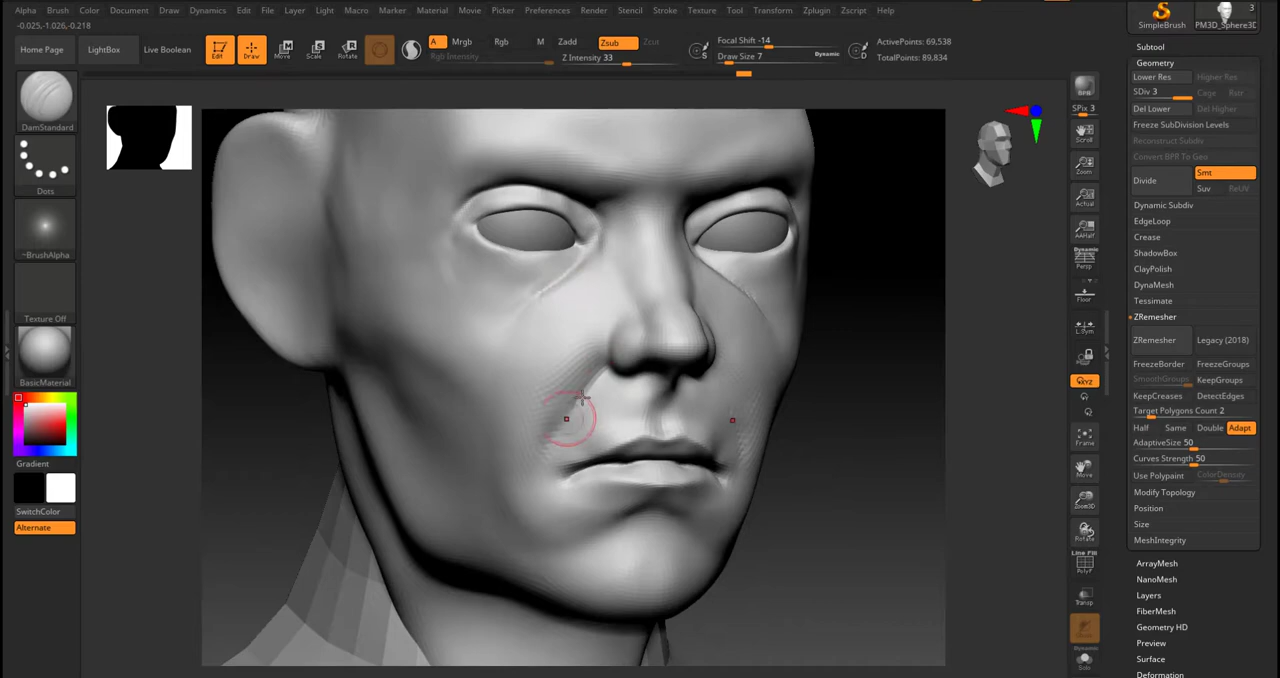 Alpha Brush Color Document Draw Dynamics Edit File Layer Light Macro Marker Material Movie Picker Preferences Render Stencil Stroke Texture Tool Transform Zplugin Zscript Help
-0.025,-1.026,-0.218
Home Page LightBox Live Boolean
Edit Draw Move Scale Rotate
A Mrgb Rgb M Zadd Zsub Zcut
Rgb Intensity Z Intensity 33
S Focal Shift -14
Draw Size 7 Dynamic
D ActivePoints: 69,538
TotalPoints: 89,834
DamStandard
Dots
~BrushAlpha
Texture Off
BasicMaterial
Gradient
SwitchColor
Alternate
BPR
SPix 3
Scroll
Zoom
Actual
AAHalf
Dynamic
Persp
Floor
L.Sym
XYZ
Frame
Move
Zoom3D
Rotate
Line Fill
PolyF
Transp
Dynamic
Solo
SimpleBrush
3
PM3D_Sphere3D
Subtool
Geometry
Lower Res Higher Res
SDiv 3 Cage Rstr
Del Lower Del Higher
Freeze SubDivision Levels
Reconstruct Subdiv
Convert BPR To Geo
Divide Smt
Suv ReUV
Dynamic Subdiv
EdgeLoop
Crease
ShadowBox
ClayPolish
DynaMesh
Tessimate
ZRemesher
ZRemesher Legacy (2018)
FreezeBorder FreezeGroups
SmoothGroups KeepGroups
KeepCreases DetectEdges
Target Polygons Count 2
Half Same Double Adapt
AdaptiveSize 50
Curves Strength 50
Use Polypaint ColorDensity
Modify Topology
Position
Size
MeshIntegrity
ArrayMesh
NanoMesh
Layers
FiberMesh
Geometry HD
Preview
Surface
Deformation